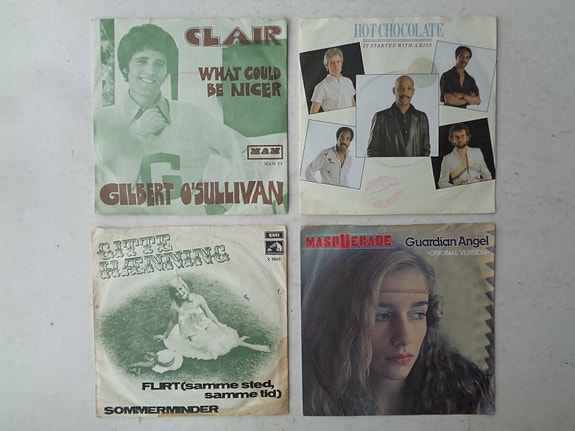 CLAIR
WHAT COULD
BE NICER
G
MAM
GILBERT O'SULLIVAN
HOT CHOCOLATE
IT STARTED WITH A KISS
GITTE
HÆNNING
EMI
X 8041
FLIRT (samme sted,
samme tid)
SOMMERMINDER
MASQUERADE
Guardian Angel
-ORIGINAL VERSION-